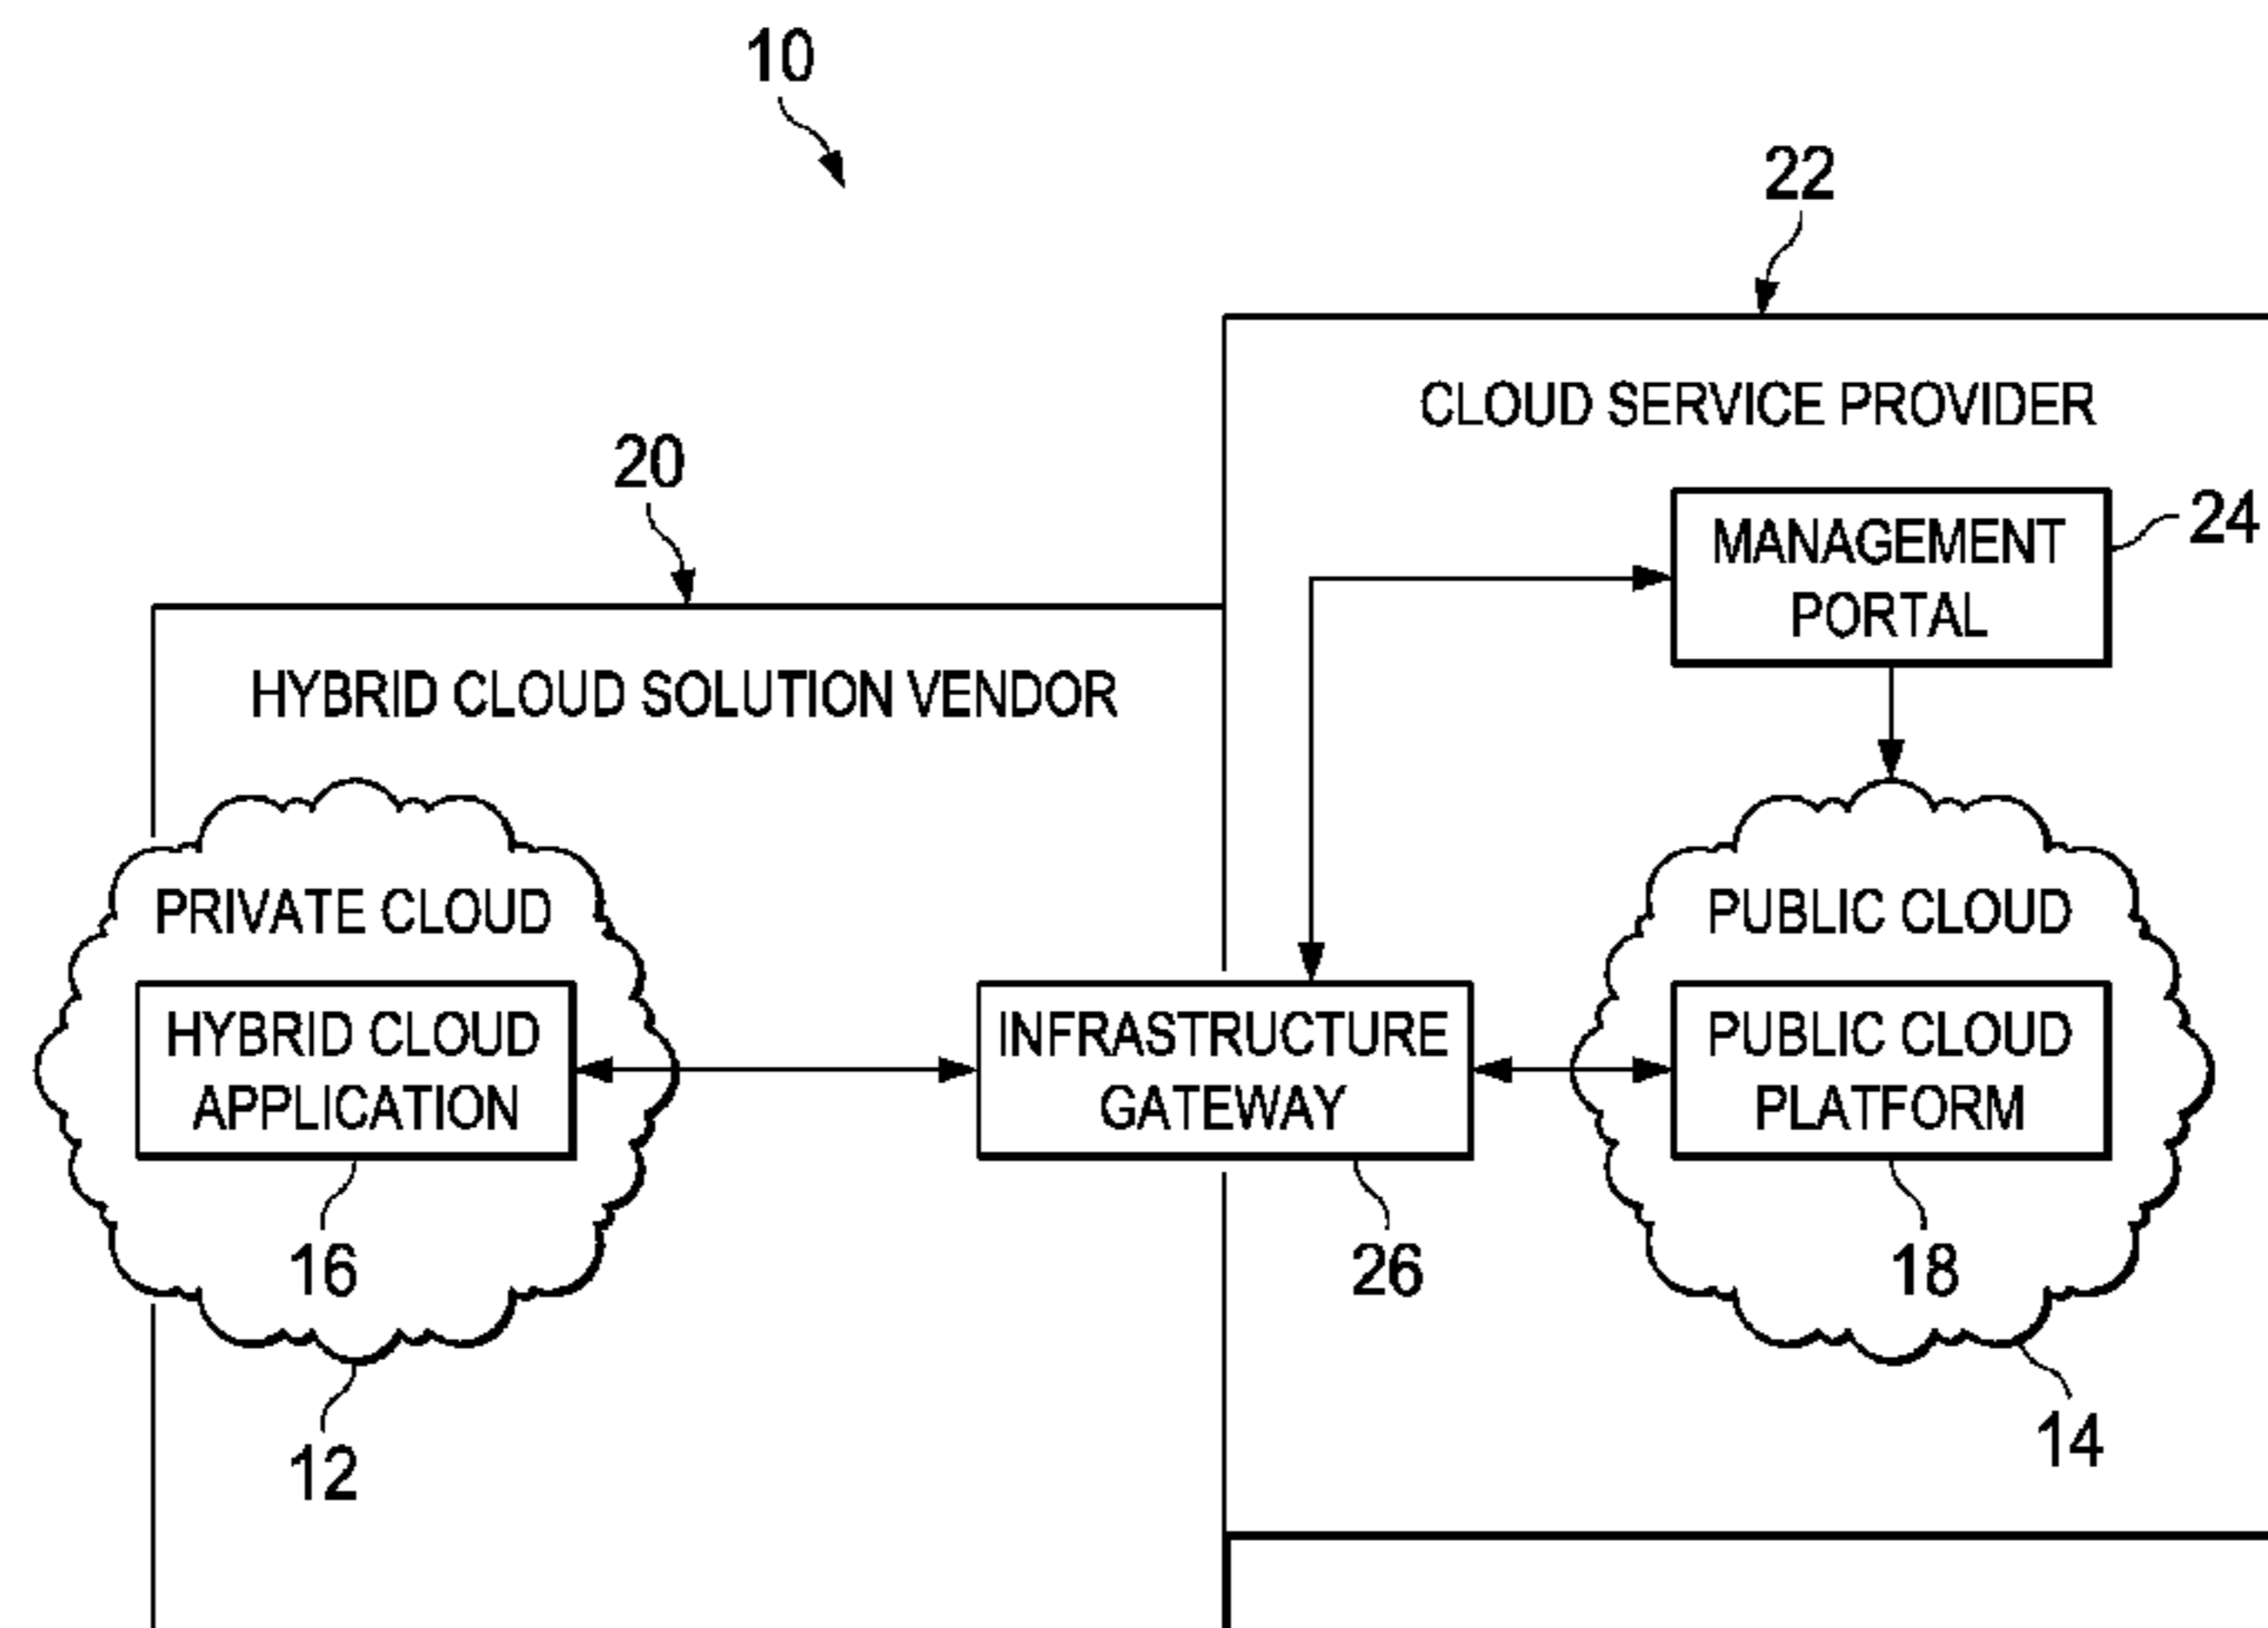 10
22
CLOUD SERVICE PROVIDER
20
24
MANAGEMENT
PORTAL
HYBRID CLOUD SOLUTION VENDOR
PRIVATE CLOUD
PUBLIC CLOUD
HYBRID CLOUD
APPLICATION
INFRASTRUCTURE
GATEWAY
PUBLIC CLOUD
PLATFORM
16
26
18
12
14